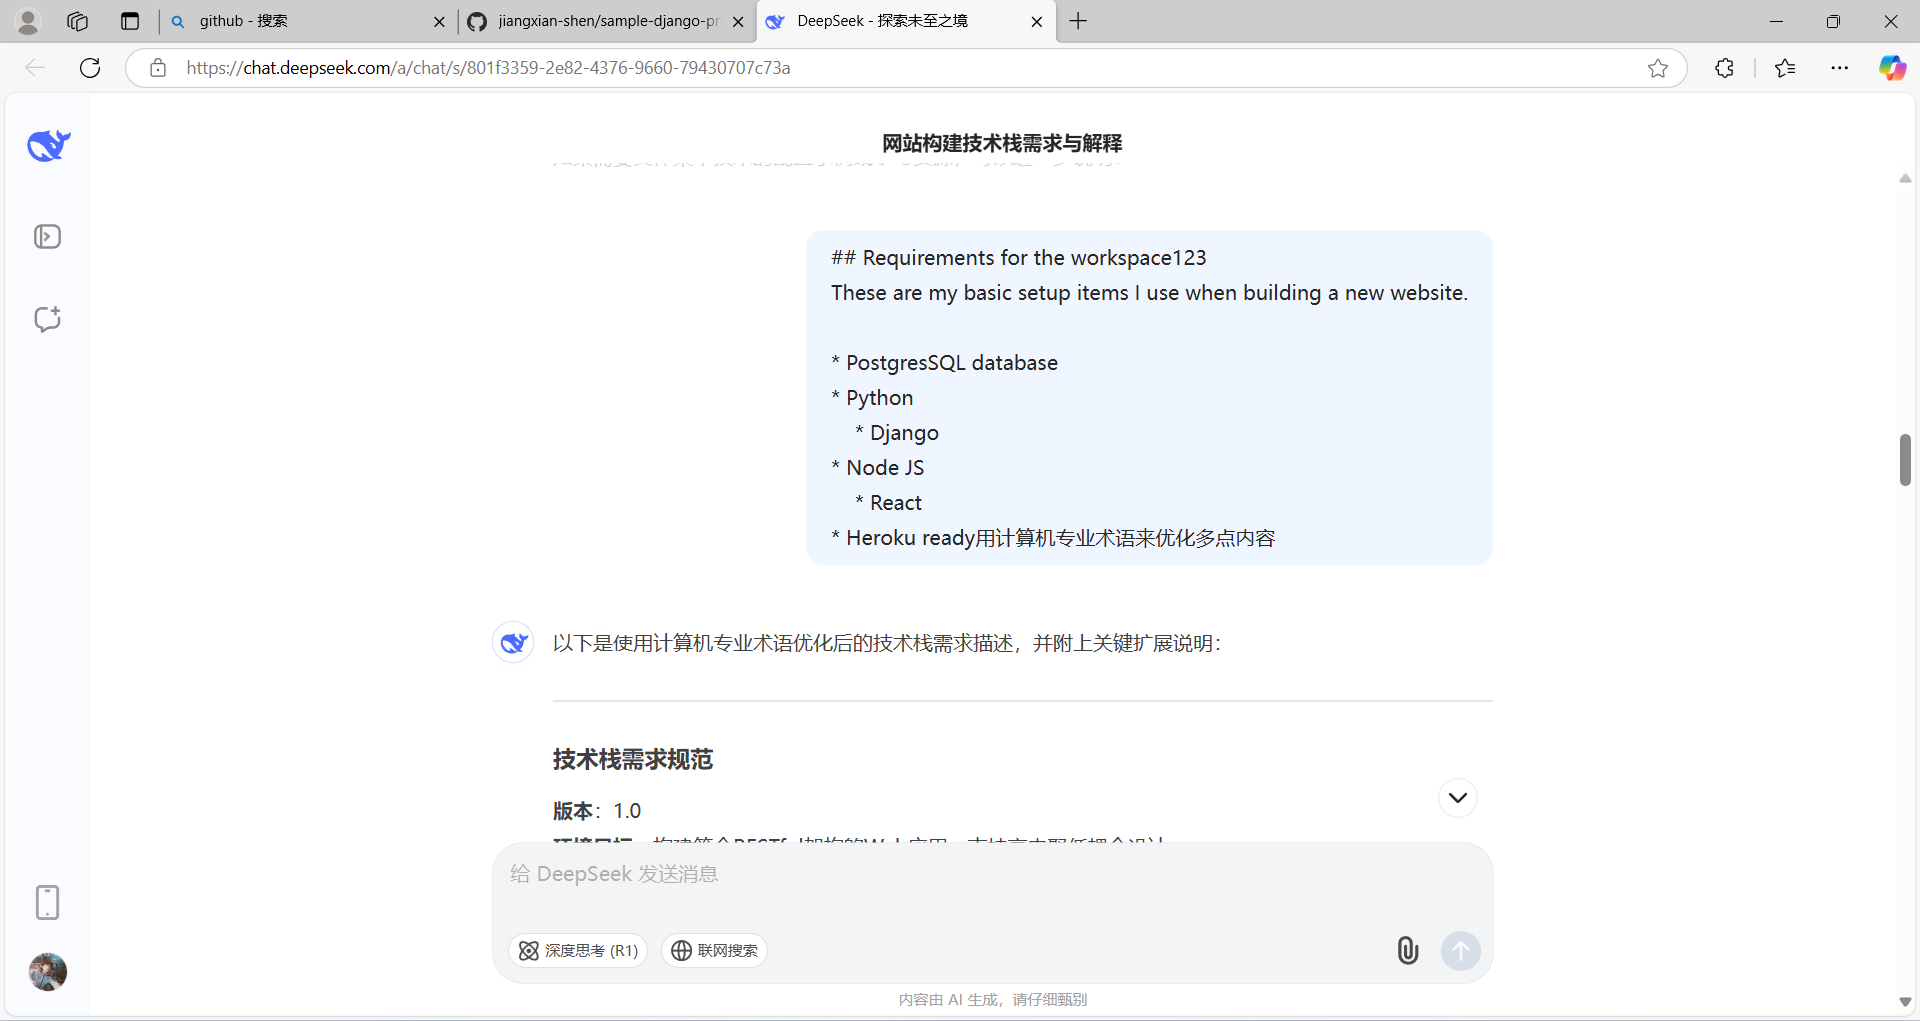 github - 搜索
jiangxian-shen/sample-django-pr
DeepSeek - 探索未至之境
https://chat.deepseek.com/a/chat/s/801f3359-2e82-4376-9660-79430707c73a
网站构建技术栈需求与解释
## Requirements for the workspace123
These are my basic setup items I use when building a new website.
* PostgresSQL database
* Python
* Django
* Node JS
* React
* Heroku ready用计算机专业术语来优化多点内容
以下是使用计算机专业术语优化后的技术栈需求描述，并附上关键扩展说明：
技术栈需求规范
版本：1.0
给 DeepSeek 发送消息
深度思考 (R1)
联网搜索
内容由 AI 生成，请仔细甄别